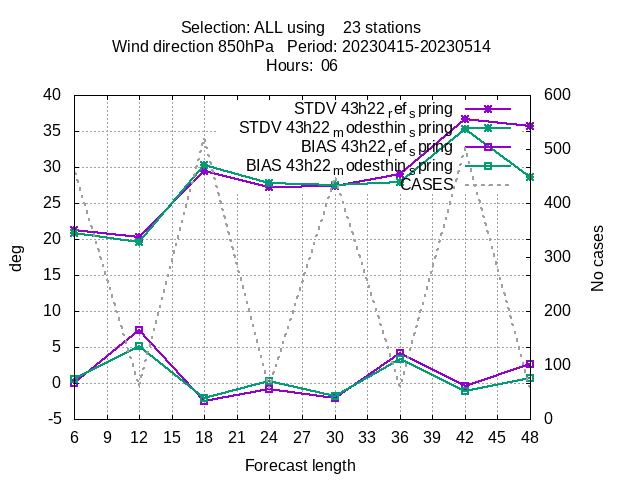 Selection: ALL using    23 stations
Wind direction 850hPa   Period: 20230415-20230514
Hours:  06
STDV 43h22_ref_spring
STDV 43h22_modesthin_spring
BIAS 43h22_ref_spring
BIAS 43h22_modesthin_spring
CASES
40
35
30
25
20
15
10
5
0
-5
deg
600
500
400
300
200
100
0
No cases
6 9 12 15 18 21 24 27 30 33 36 39 42 45 48
Forecast length